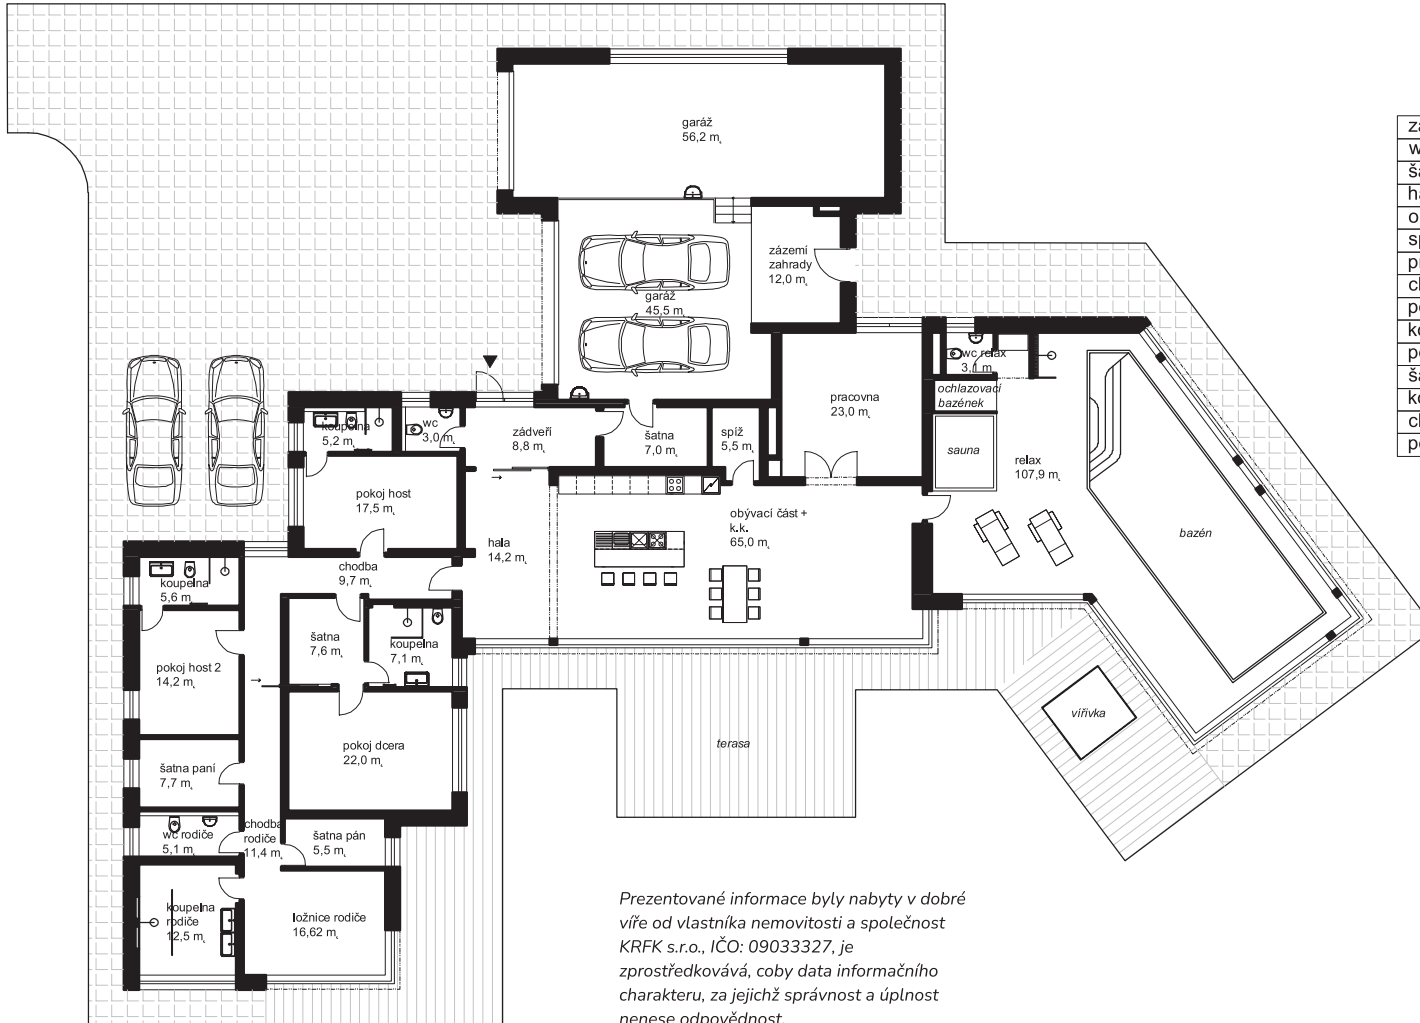 garáž
56,2 m
zázemí
zahrady
12,0 m
garáž
45,5 m
wc relax
3,1 m
ochlazovací
bazének
pracovna
23,0 m
sauna
relax
107,9 m
bazén
koupelna
5,2 m
wc
3,0 m
zádveří
8,8 m
šatna
7,0 m
spíž
5,5 m
pokoj host
17,5 m
obývací část +
k.k.
65,0 m
hala
14,2 m
chodba
9,7 m
koupelna
5,6 m
šatna
7,6 m
koupelna
7,1 m
pokoj host 2
14,2 m
vířivka
terasa
pokoj dcera
22,0 m
šatna paní
7,7 m
wc rodiče
5,1 m
chodba
rodiče
11,4 m
šatna pán
5,5 m
koupelna
rodiče
12,5 m
ložnice rodiče
16,62 m
Prezentované informace byly nabyty v dobré
víře od vlastníka nemovitosti a společnost
KRFK s.r.o., IČO: 09033327, je
zprostředkovává, coby data informačního
charakteru, za jejichž správnost a úplnost
nenese odpovědnost.